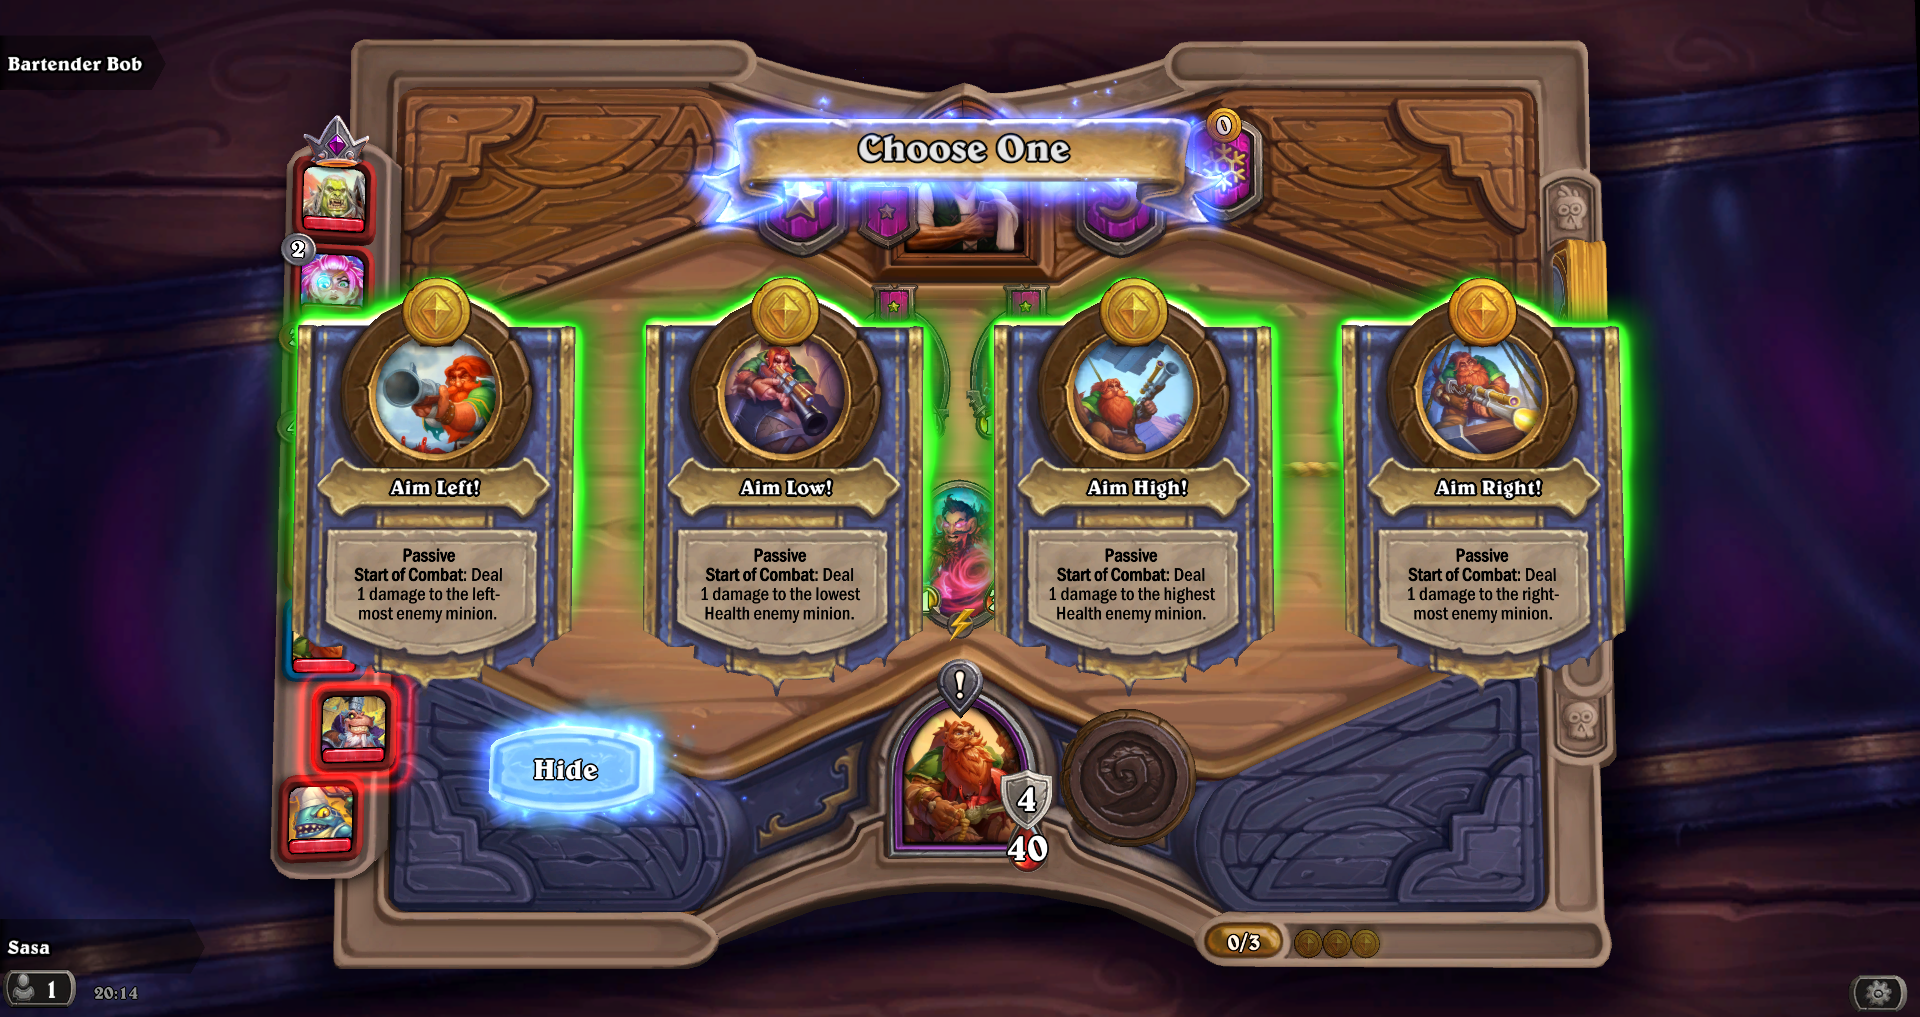 Bartender Bob
Choose One
0
2
Aim Left!
Passive
Start of Combat: Deal
1 damage to the left-
most enemy minion.
Aim Low!
Passive
Start of Combat: Deal
1 damage to the lowest
Health enemy minion.
Aim High!
Passive
Start of Combat: Deal
1 damage to the highest
Health enemy minion.
Aim Right!
Passive
Start of Combat: Deal
1 damage to the right-
most enemy minion.
!
Hide
4
40
0/3
Sasa
1
20:14